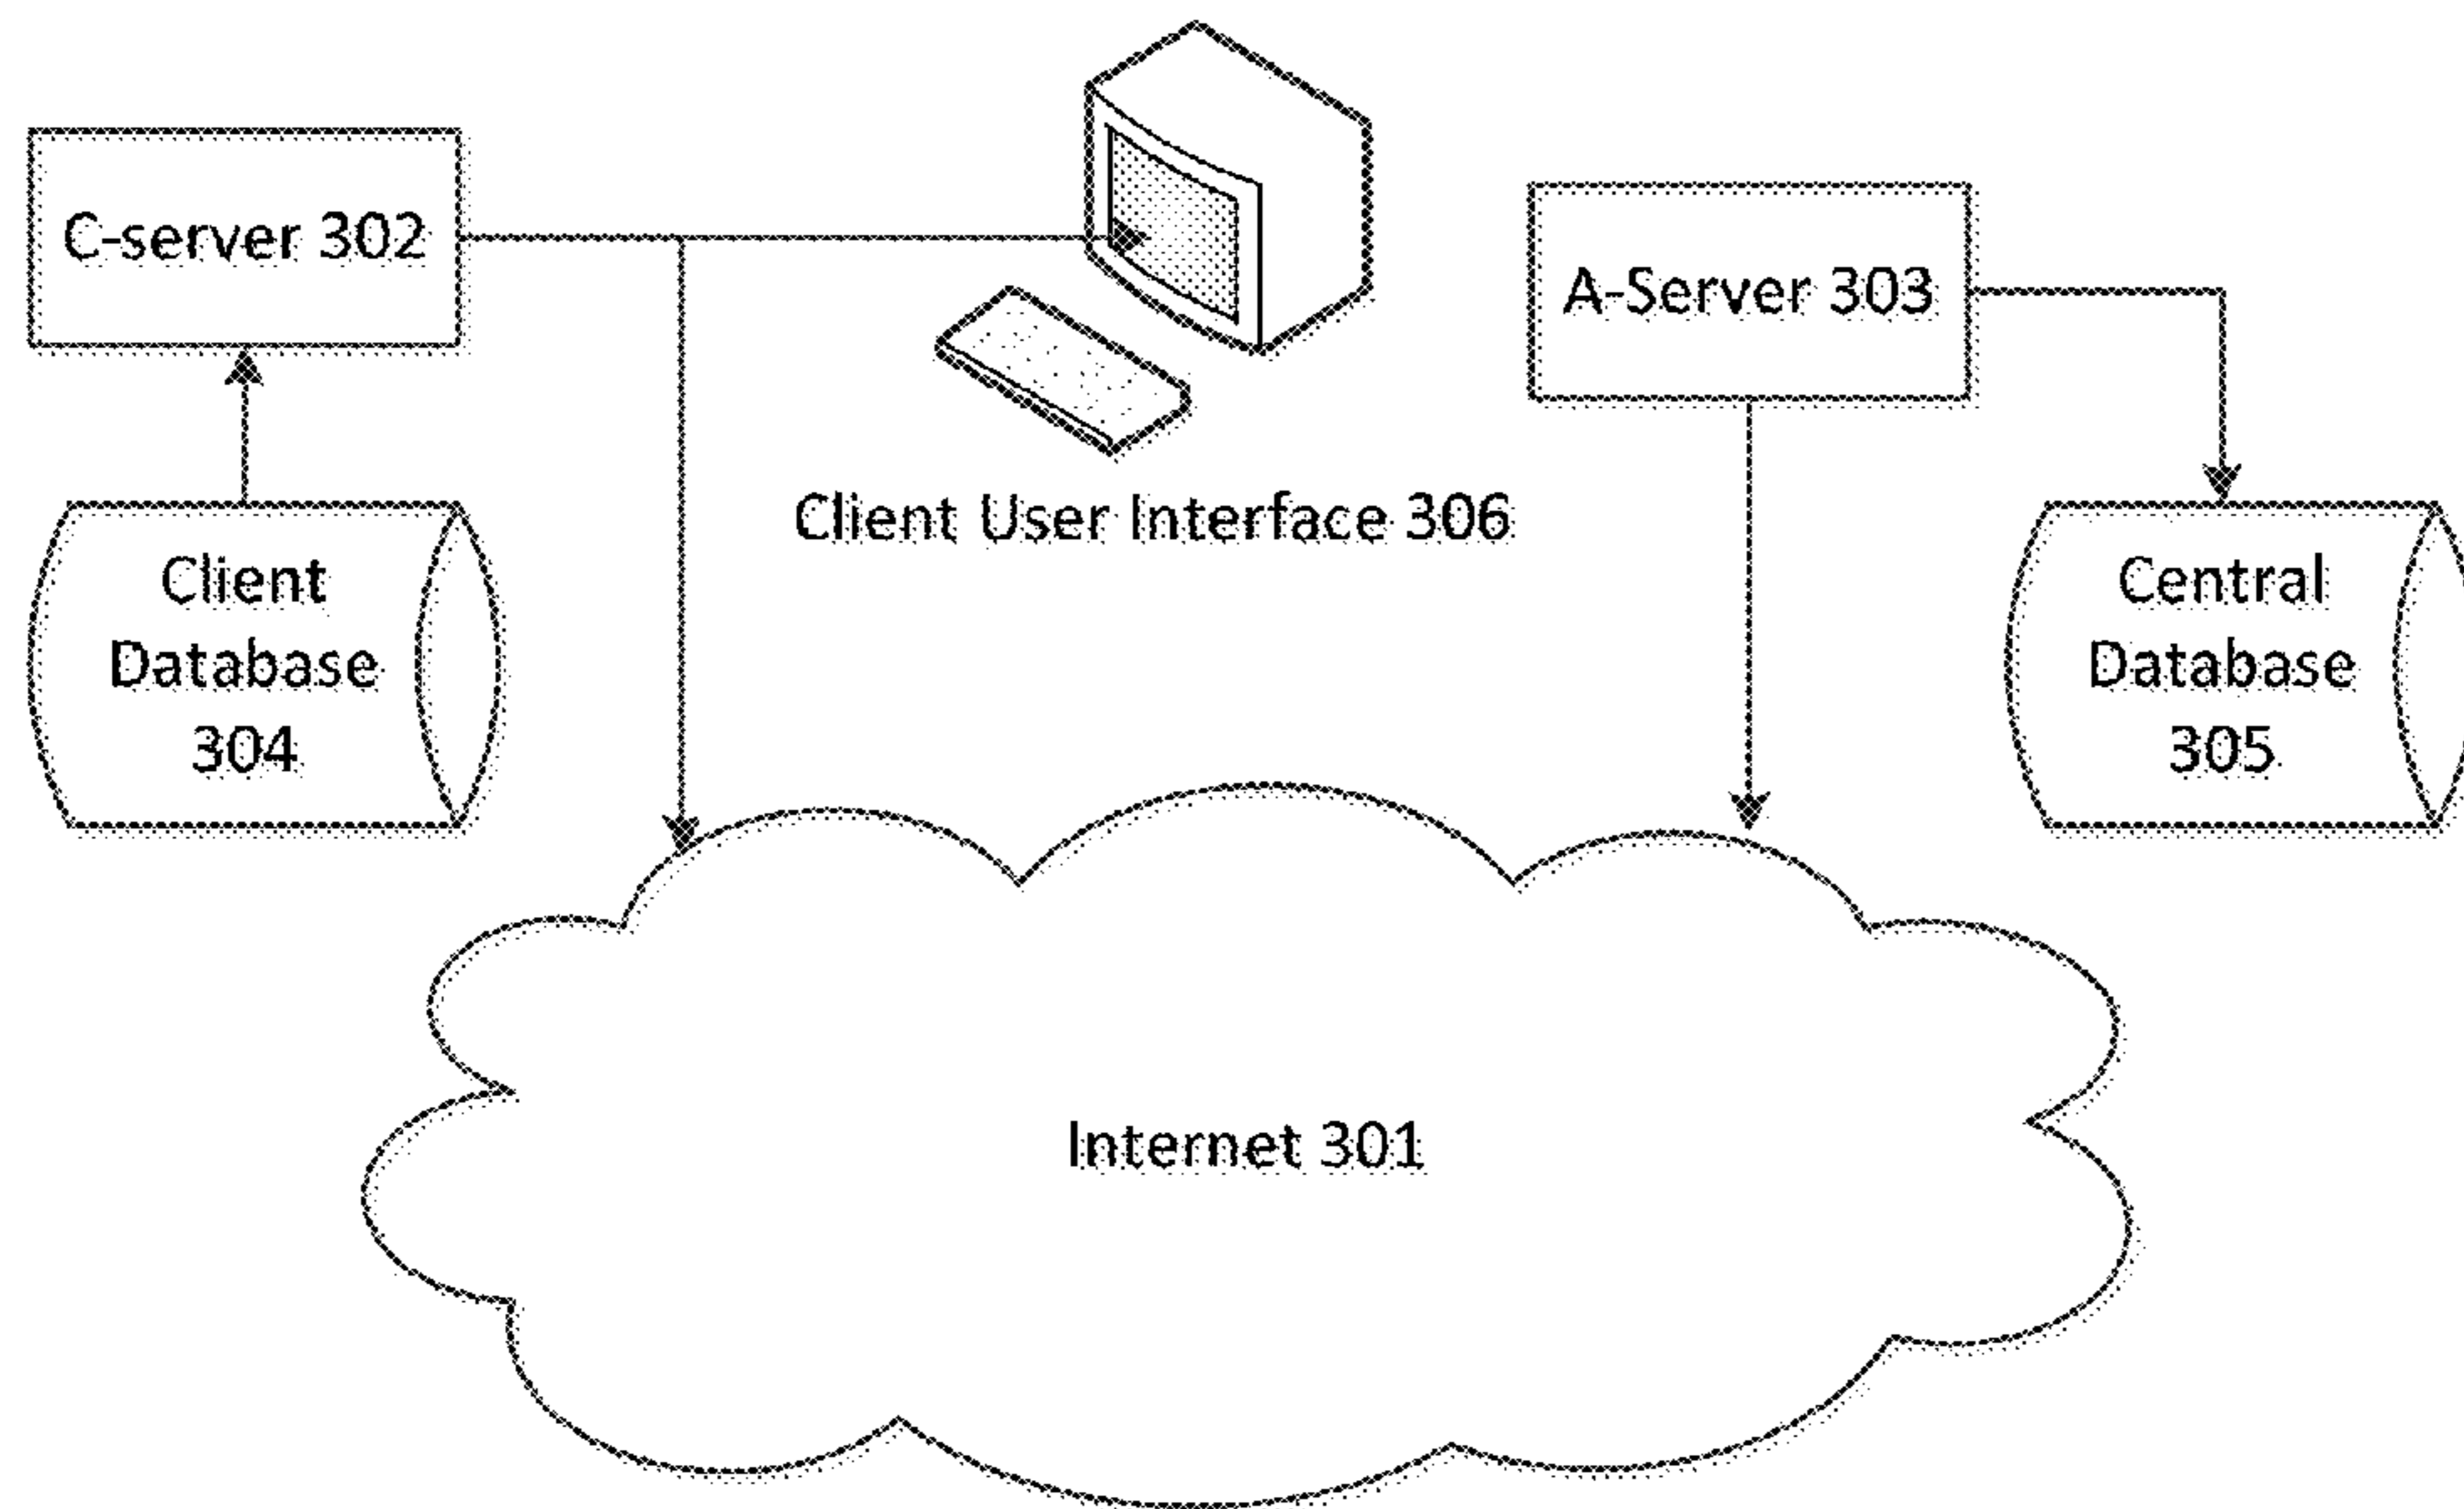 C-server 302
A-Server 303
Client User Interface 306
Client
Database
304
Central
Database
305
Internet 301